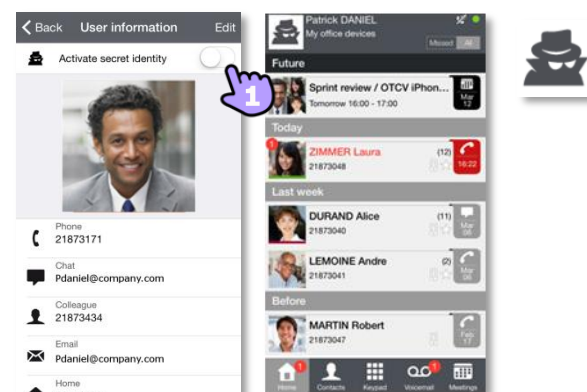 Back User information Edit
Activate secret identity
1
Phone
21873171
Chat
Pdaniel@company.com
Colleague
21873434
Email
Pdaniel@company.com
Home
Patrick DANIEL
My office devices
Missed All
Future
Sprint review / OTCV iPhon...
Tomorrow 16:00 - 17:00
Mar
12
Today
1
ZIMMER Laura (12)
21873048
16:22
Last week
DURAND Alice (11)
21873040
Mar
06
LEMOINE Andre (2)
21873041
Mar
06
Before
MARTIN Robert
21873047
Feb
17
1 1
Home Contacts Keypad Voicemail Meetings